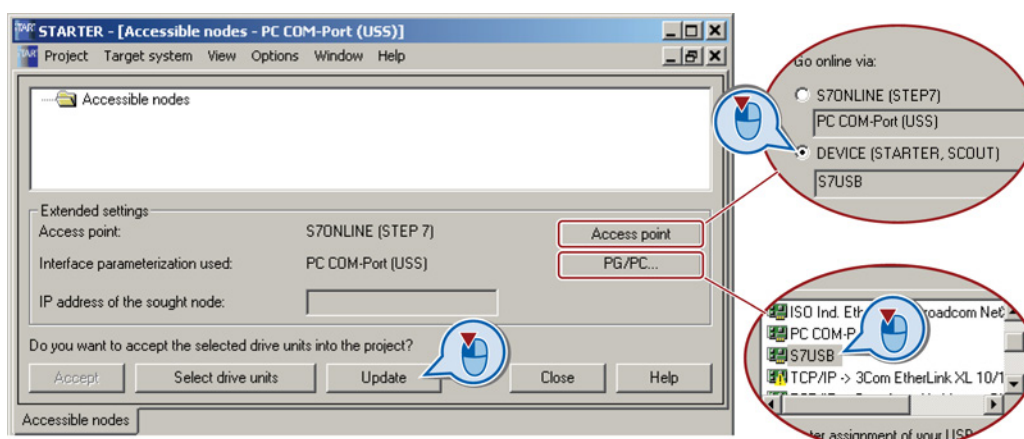 STARTER - [Accessible nodes - PC COM-Port (USS)]
Project Target system View Options Window Help
Accessible nodes
Extended settings
Access point: S7ONLINE (STEP 7) Access point
Interface parameterization used: PC COM-Port (USS) PG/PC...
IP address of the sought node:
Do you want to accept the selected drive units into the project?
Accept Select drive units Update Close Help
Accessible nodes
Go online via:
S7ONLINE (STEP7)
PC COM-Port (USS)
DEVICE (STARTER, SCOUT)
S7USB
ISO Ind. Eth
PC COM-P
S7USB
TCP/IP -> 3Com EtherLink XL 10/1
assignment of your USB